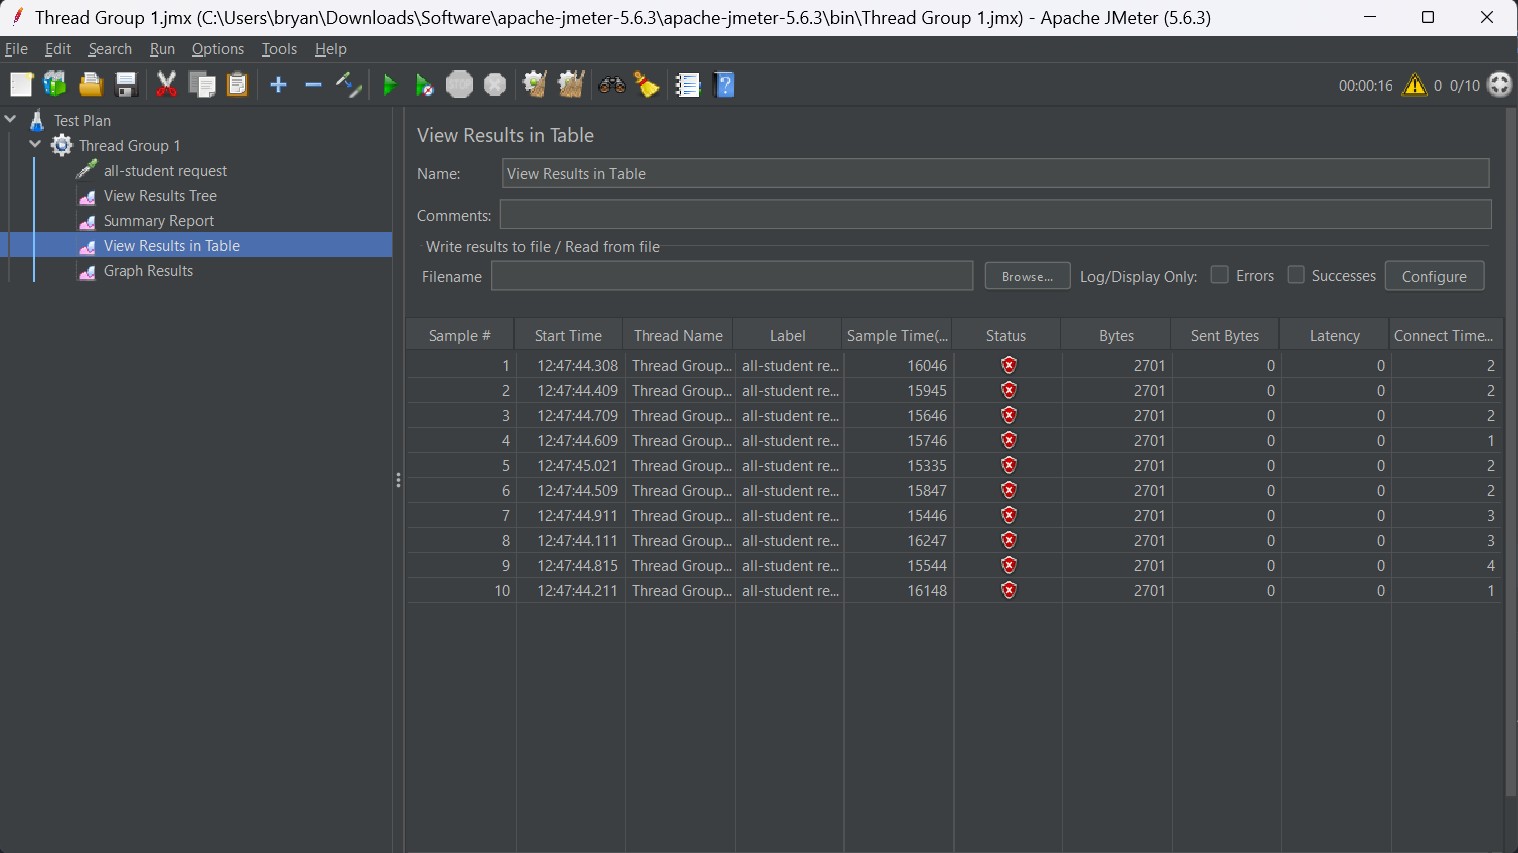 Thread Group 1.jmx (C:\Users\bryan\Downloads\Software\apache-jmeter-5.6.3\apache-jmeter-5.6.3\bin\Thread Group 1.jmx) - Apache JMeter (5.6.3)
File Edit Search Run Options Tools Help
00:00:16 0 0/10
Test Plan
Thread Group 1
all-student request
View Results Tree
Summary Report
View Results in Table
Graph Results
View Results in Table
Name: View Results in Table
Comments:
Write results to file / Read from file
Filename Browse... Log/Display Only: Errors Successes Configure
Sample # Start Time Thread Name Label Sample Time(... Status Bytes Sent Bytes Latency Connect Time...
1 12:47:44.308 Thread Group... all-student re... 16046 2701 0 0 2
2 12:47:44.409 Thread Group... all-student re... 15945 2701 0 0 2
3 12:47:44.709 Thread Group... all-student re... 15646 2701 0 0 2
4 12:47:44.609 Thread Group... all-student re... 15746 2701 0 0 1
5 12:47:45.021 Thread Group... all-student re... 15335 2701 0 0 2
6 12:47:44.509 Thread Group... all-student re... 15847 2701 0 0 2
7 12:47:44.911 Thread Group... all-student re... 15446 2701 0 0 3
8 12:47:44.111 Thread Group... all-student re... 16247 2701 0 0 3
9 12:47:44.815 Thread Group... all-student re... 15544 2701 0 0 4
10 12:47:44.211 Thread Group... all-student re... 16148 2701 0 0 1